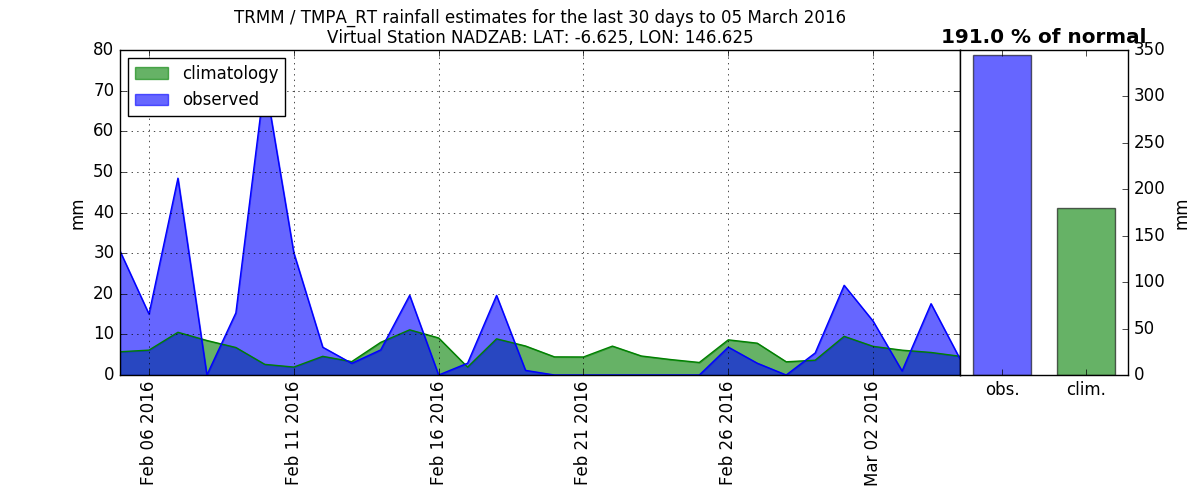 TRMM / TMPA_RT rainfall estimates for the last 30 days to 05 March 2016
Virtual Station NADZAB: LAT: -6.625, LON: 146.625
191.0 % of normal
climatology
observed
80
70
60
50
40
30
20
10
0
mm
Feb 06 2016
Feb 11 2016
Feb 16 2016
Feb 21 2016
Feb 26 2016
Mar 02 2016
350
300
250
200
150
100
50
0
mm
obs.
clim.